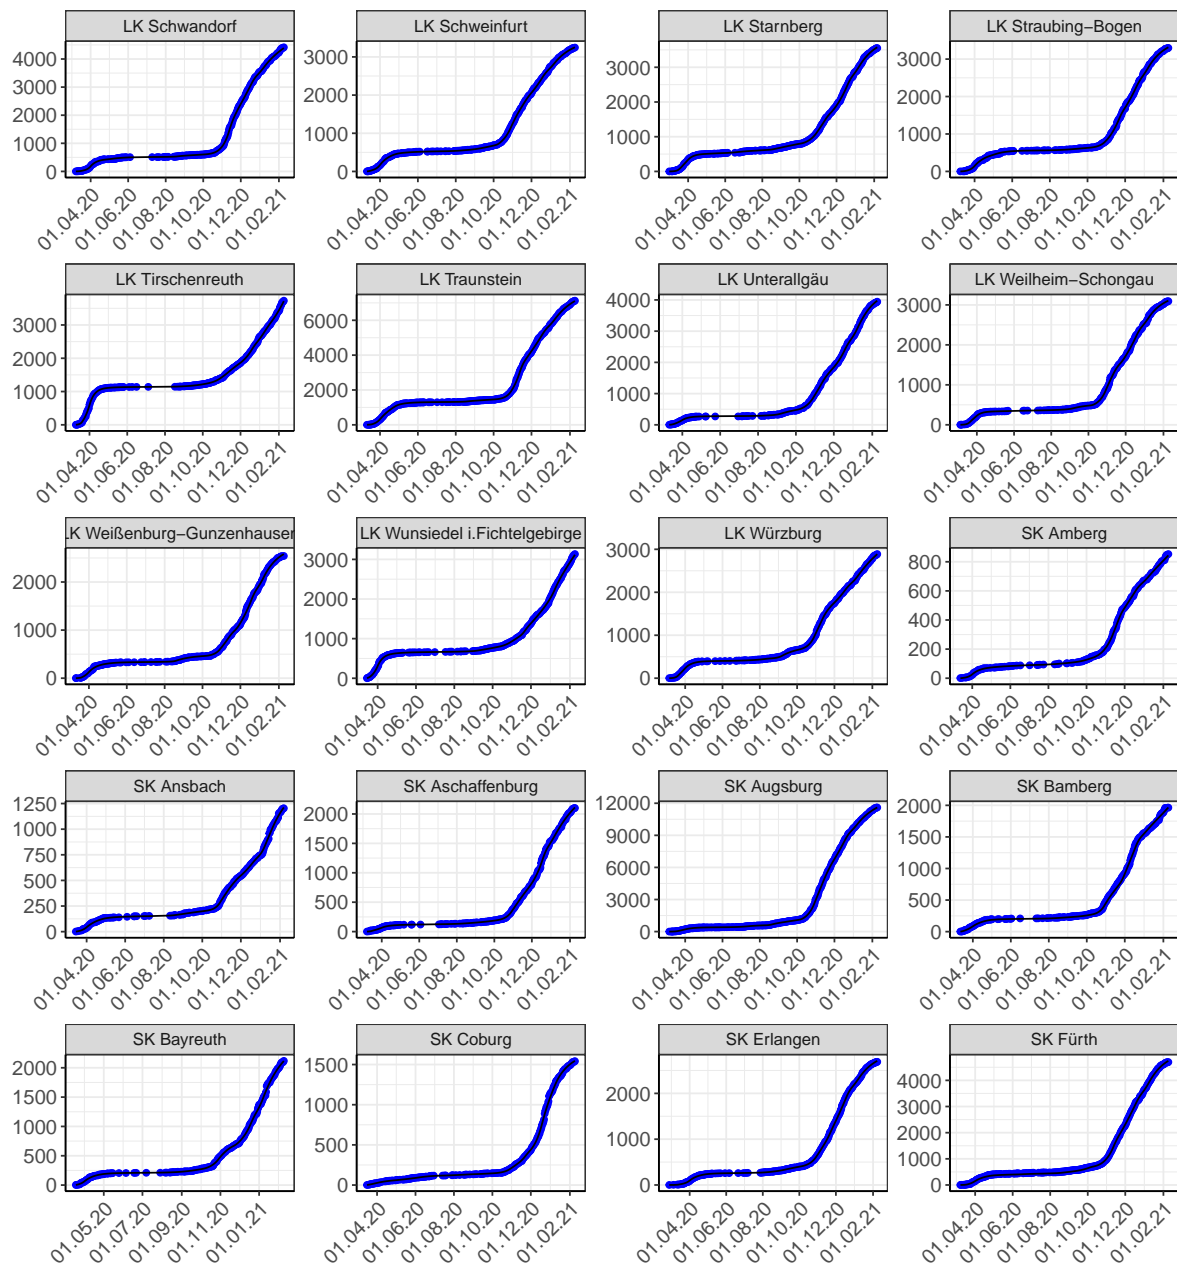 LK Schwandorf
LK Schweinfurt
LK Starnberg
LK Straubing−Bogen
4000
3000
2000
1000
0
3000
2000
1000
0
3000
2000
1000
0
3000
2000
1000
0
01.04.20 01.06.20 01.08.20 01.10.20 01.12.20 01.02.21
01.04.20 01.06.20 01.08.20 01.10.20 01.12.20 01.02.21
01.04.20 01.06.20 01.08.20 01.10.20 01.12.20 01.02.21
01.04.20 01.06.20 01.08.20 01.10.20 01.12.20 01.02.21
LK Tirschenreuth
LK Traunstein
LK Unterallgäu
LK Weilheim−Schongau
3000
2000
1000
0
6000
4000
2000
0
4000
3000
2000
1000
0
3000
2000
1000
0
01.04.20 01.06.20 01.08.20 01.10.20 01.12.20 01.02.21
01.04.20 01.06.20 01.08.20 01.10.20 01.12.20 01.02.21
01.04.20 01.06.20 01.08.20 01.10.20 01.12.20 01.02.21
01.04.20 01.06.20 01.08.20 01.10.20 01.12.20 01.02.21
LK Weißenburg−Gunzenhausen
LK Wunsiedel i.Fichtelgebirge
LK Würzburg
SK Amberg
2000
1000
0
3000
2000
1000
0
3000
2000
1000
0
800
600
400
200
0
01.04.20 01.06.20 01.08.20 01.10.20 01.12.20 01.02.21
01.04.20 01.06.20 01.08.20 01.10.20 01.12.20 01.02.21
01.04.20 01.06.20 01.08.20 01.10.20 01.12.20 01.02.21
01.04.20 01.06.20 01.08.20 01.10.20 01.12.20 01.02.21
SK Ansbach
SK Aschaffenburg
SK Augsburg
SK Bamberg
1250
1000
750
500
250
0
2000
1500
1000
500
0
12000
9000
6000
3000
0
2000
1500
1000
500
0
01.04.20 01.06.20 01.08.20 01.10.20 01.12.20 01.02.21
01.04.20 01.06.20 01.08.20 01.10.20 01.12.20 01.02.21
01.04.20 01.06.20 01.08.20 01.10.20 01.12.20 01.02.21
01.04.20 01.06.20 01.08.20 01.10.20 01.12.20 01.02.21
SK Bayreuth
SK Coburg
SK Erlangen
SK Fürth
2000
1500
1000
500
0
1500
1000
500
0
2000
1000
0
4000
3000
2000
1000
0
01.05.20 01.07.20 01.09.20 01.11.20 01.01.21
01.04.20 01.06.20 01.08.20 01.10.20 01.12.20 01.02.21
01.04.20 01.06.20 01.08.20 01.10.20 01.12.20 01.02.21
01.04.20 01.06.20 01.08.20 01.10.20 01.12.20 01.02.21